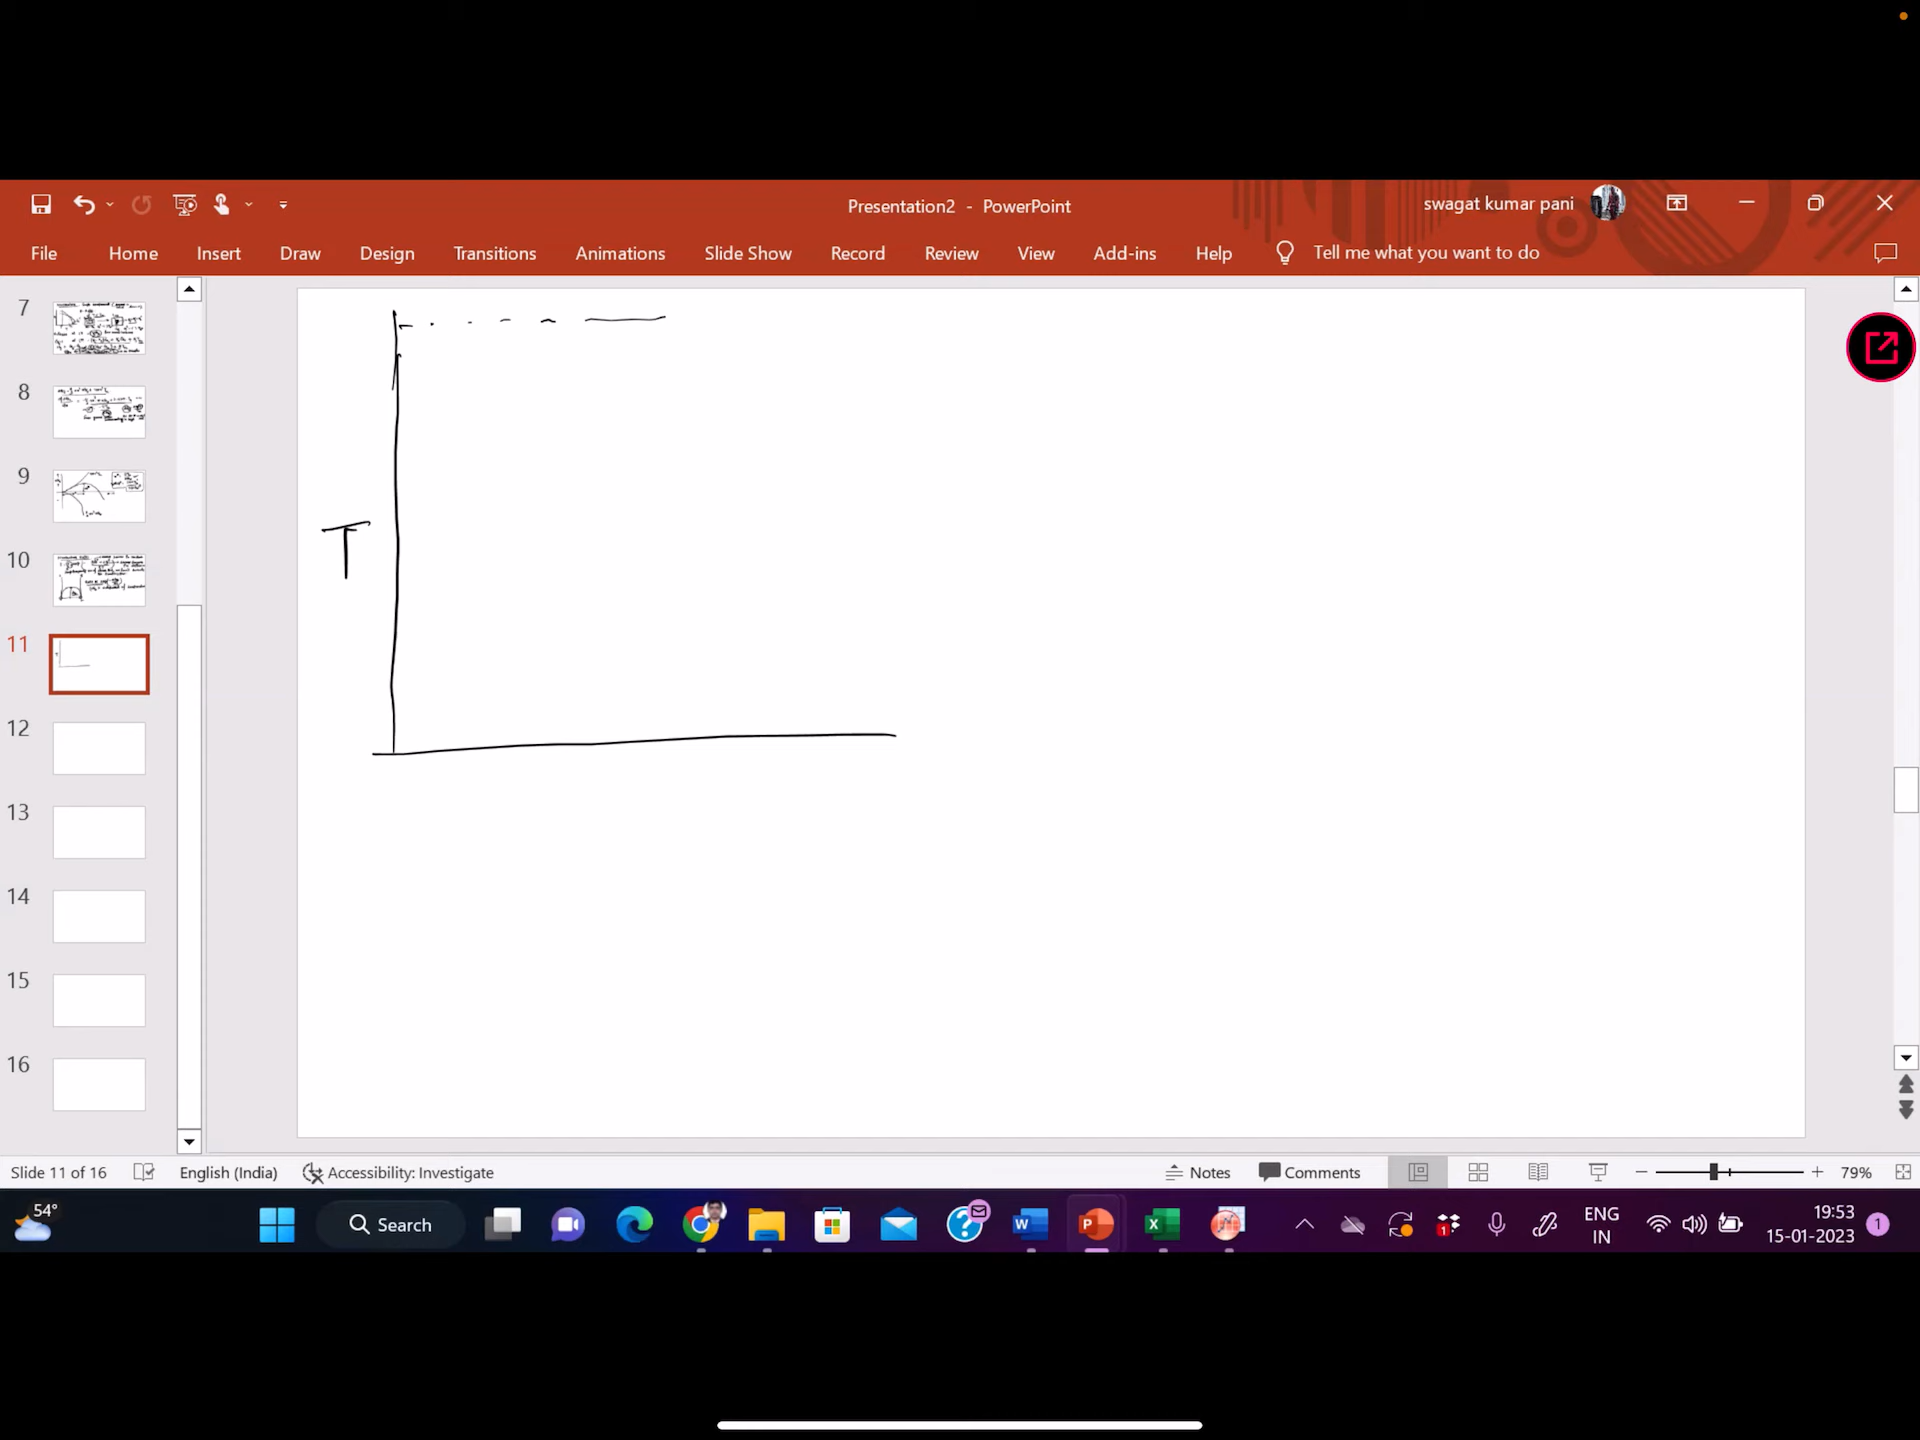 Presentation2 - PowerPoint
swagat kumar pani
File Home Insert Draw Design Transitions Animations Slide Show Record Review View Add-ins Help Tell me what you want to do
7
8
9
10
11
12
13
14
15
16
T
Slide 11 of 16 English (India) Accessibility: Investigate Notes Comments 79%
54° Search ENG IN 19:53 15-01-2023 1